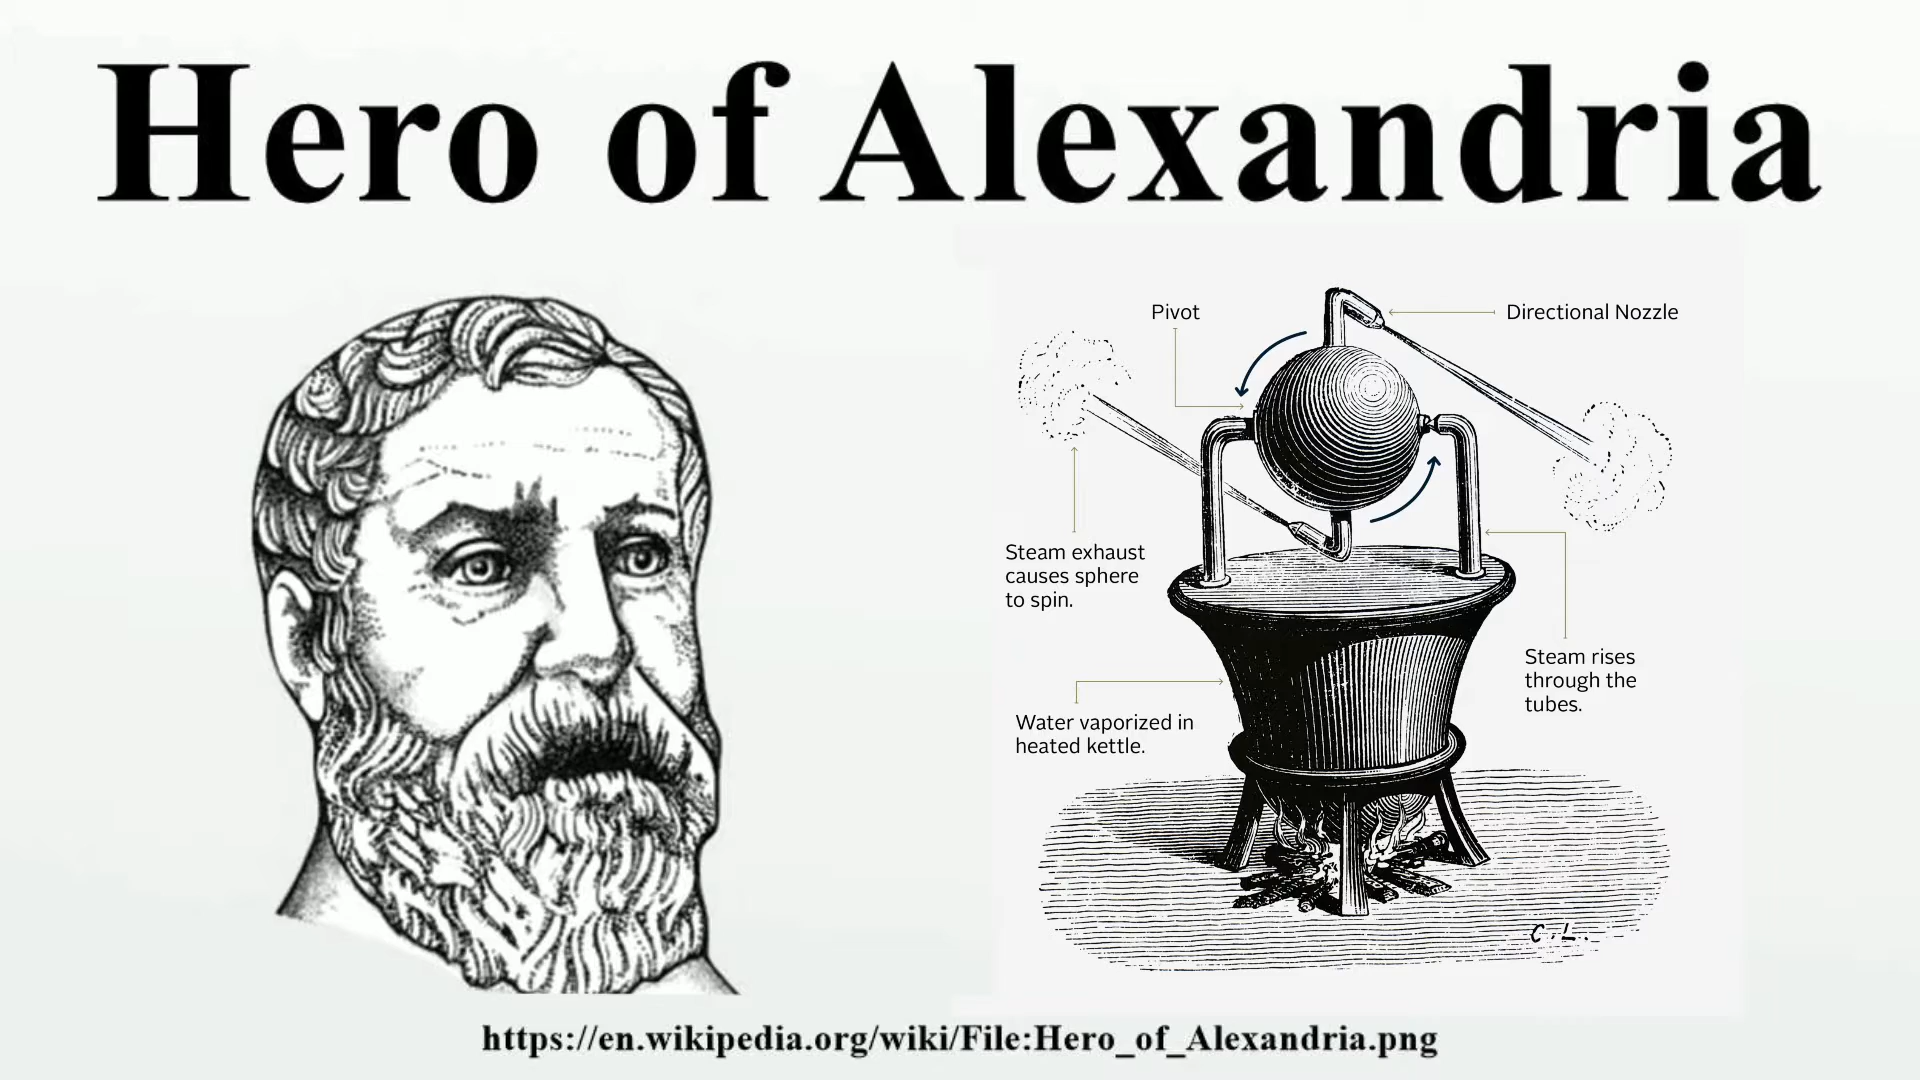 Hero of Alexandria
Pivot
Directional Nozzle
Steam exhaust
causes sphere
to spin.
Steam rises
through the
tubes.
Water vaporized in
heated kettle.
C.L.
https://en.wikipedia.org/wiki/File:Hero_of_Alexandria.png